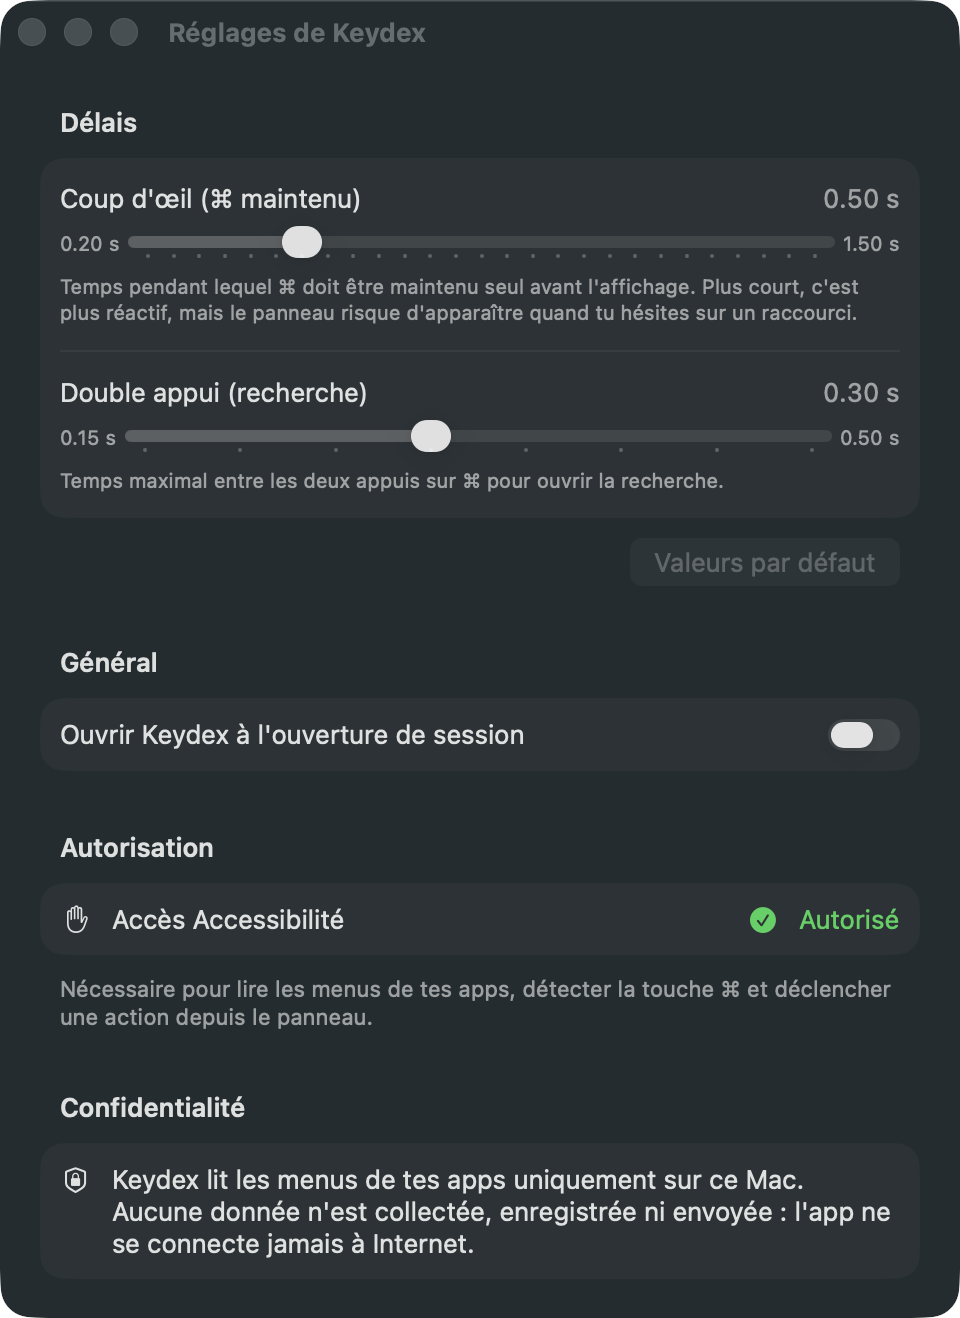 Réglages de Keydex
Délais
Coup d'œil (⌘ maintenu) 0.50 s
0.20 s 1.50 s
Temps pendant lequel ⌘ doit être maintenu seul avant l'affichage. Plus court, c'est
plus réactif, mais le panneau risque d'apparaître quand tu hésites sur un raccourci.
Double appui (recherche) 0.30 s
0.15 s 0.50 s
Temps maximal entre les deux appuis sur ⌘ pour ouvrir la recherche.
Valeurs par défaut
Général
Ouvrir Keydex à l'ouverture de session
Autorisation
Accès Accessibilité Autorisé
Nécessaire pour lire les menus de tes apps, détecter la touche ⌘ et déclencher
une action depuis le panneau.
Confidentialité
Keydex lit les menus de tes apps uniquement sur ce Mac.
Aucune donnée n'est collectée, enregistrée ni envoyée : l'app ne
se connecte jamais à Internet.